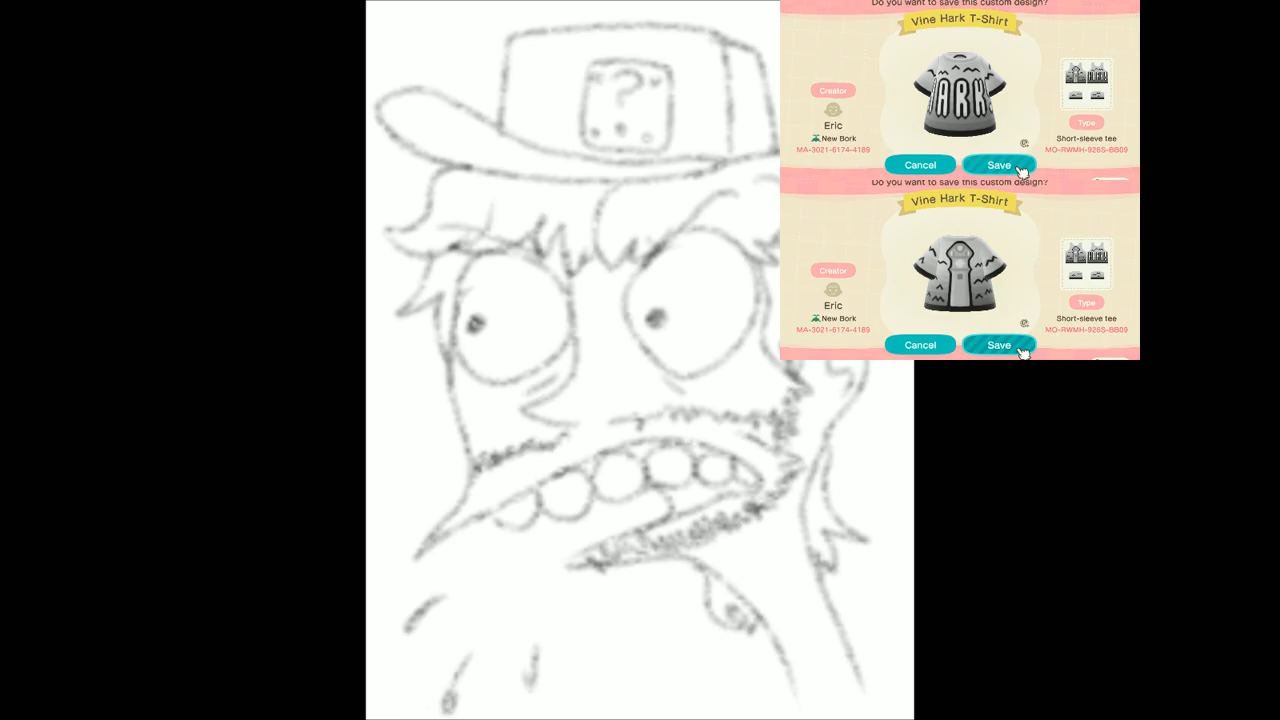 ?
Do you want to save this custom design?
Vine Hark T-Shirt
Creator
Eric
New Bork
MA-3021-6174-4189
ARK
Type
Short-sleeve tee
MO-RWMH-926S-BB09
Cancel
Save
Do you want to save this custom design?
Vine Hark T-Shirt
Creator
Eric
New Bork
MA-3021-6174-4189
Type
Short-sleeve tee
MO-RWMH-926S-BB09
Cancel
Save